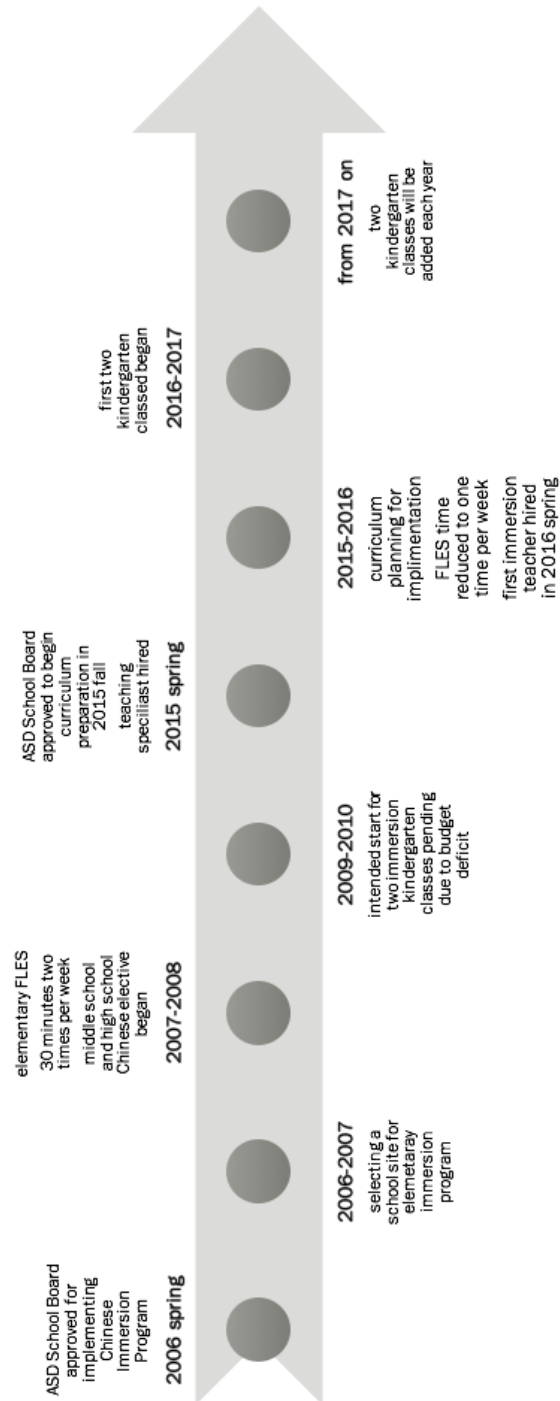 ASD School Board
approved for
implementing
Chinese
Immersion
Program
2006 spring
2006-2007
selecting a
school site for
elemetaray
immersion
program
elementary FLES
30 minutes two
times per week
middle school
and high school
Chinese elective
began
2007-2008
2009-2010
intended start for
two immersion
kindergarten
classes pending
due to budget
deficit
ASD School Board
approved to begin
curriculum
preparation in
2015 fall
teaching
speciliast hired
2015 spring
2015-2016
curriculum
planning for
implimentation
FLES time
reduced to one
time per week
first immersion
teacher hired
in 2016 spring
first two
kindergarten
classed began
2016-2017
from 2017 on
two
kindergarten
classes will be
added each year